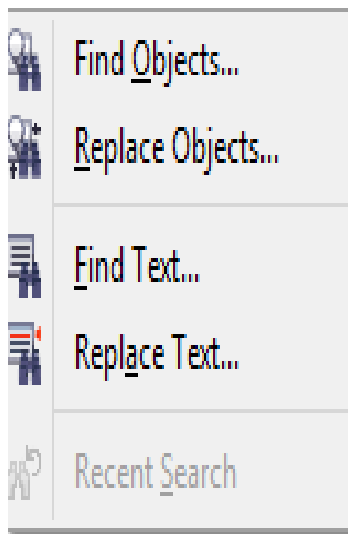 Find Objects...
Replace Objects...
Find Text...
Replace Text...
Recent Search